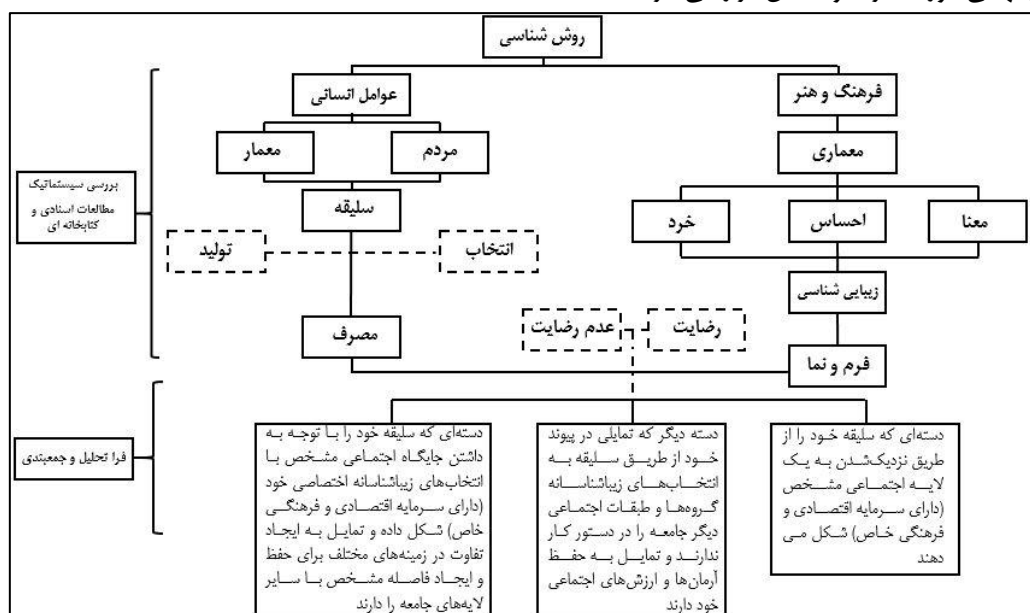 روش شناسی
فرهنگ و هنر
عوامل انسانی
معماری
مردم
معمار
معنا
احساس
خرد
سلیقه
انتخاب
تولید
زیبایی شناسی
رضایت
عدم رضایت
مصرف
فرم و نما
بررسی سیستماتیک
مطالعات اسنادی و
کتابخانه ای
فرا تحلیل و جمعبندی
دسته‌ای که سلیقه خود را از
طریق نزدیک‌شدن به یک
لایه اجتماعی مشخص
(دارای سرمایه اقتصادی و
فرهنگی خاص) شکل می
دهند
دسته دیگر که تمایلی در پیوند
خود از طریق سلیقه به
انتخاب‌های زیباشناسانه
گروه‌ها و طبقات اجتماعی
دیگر جامعه را در دستور کار
ندارند و تمایل به حفظ
آرمان‌ها و ارزش‌های اجتماعی
خود دارند
دسته‌ای که سلیقه خود را با توجه به
داشتن جایگاه اجتماعی مشخص با
انتخاب‌های زیباشناسانه اختصاصی خود
(دارای سرمایه اقتصادی و فرهنگی
خاص) شکل داده و تمایل به ایجاد
تفاوت در زمینه‌های مختلف برای حفظ
و ایجاد فاصله مشخص با سایر
لایه‌های جامعه را دارند